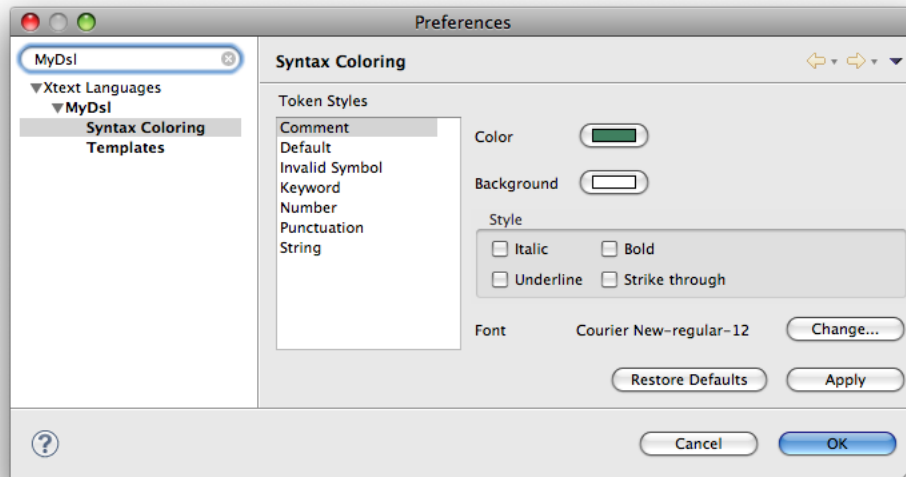 Preferences
MyDsl
Xtext Languages
MyDsl
Syntax Coloring
Templates
Syntax Coloring
Token Styles
Comment
Default
Invalid Symbol
Keyword
Number
Punctuation
String
Color
Background
Style
Italic
Bold
Underline
Strike through
Font
Courier New-regular-12
Change...
Restore Defaults
Apply
?
Cancel
OK